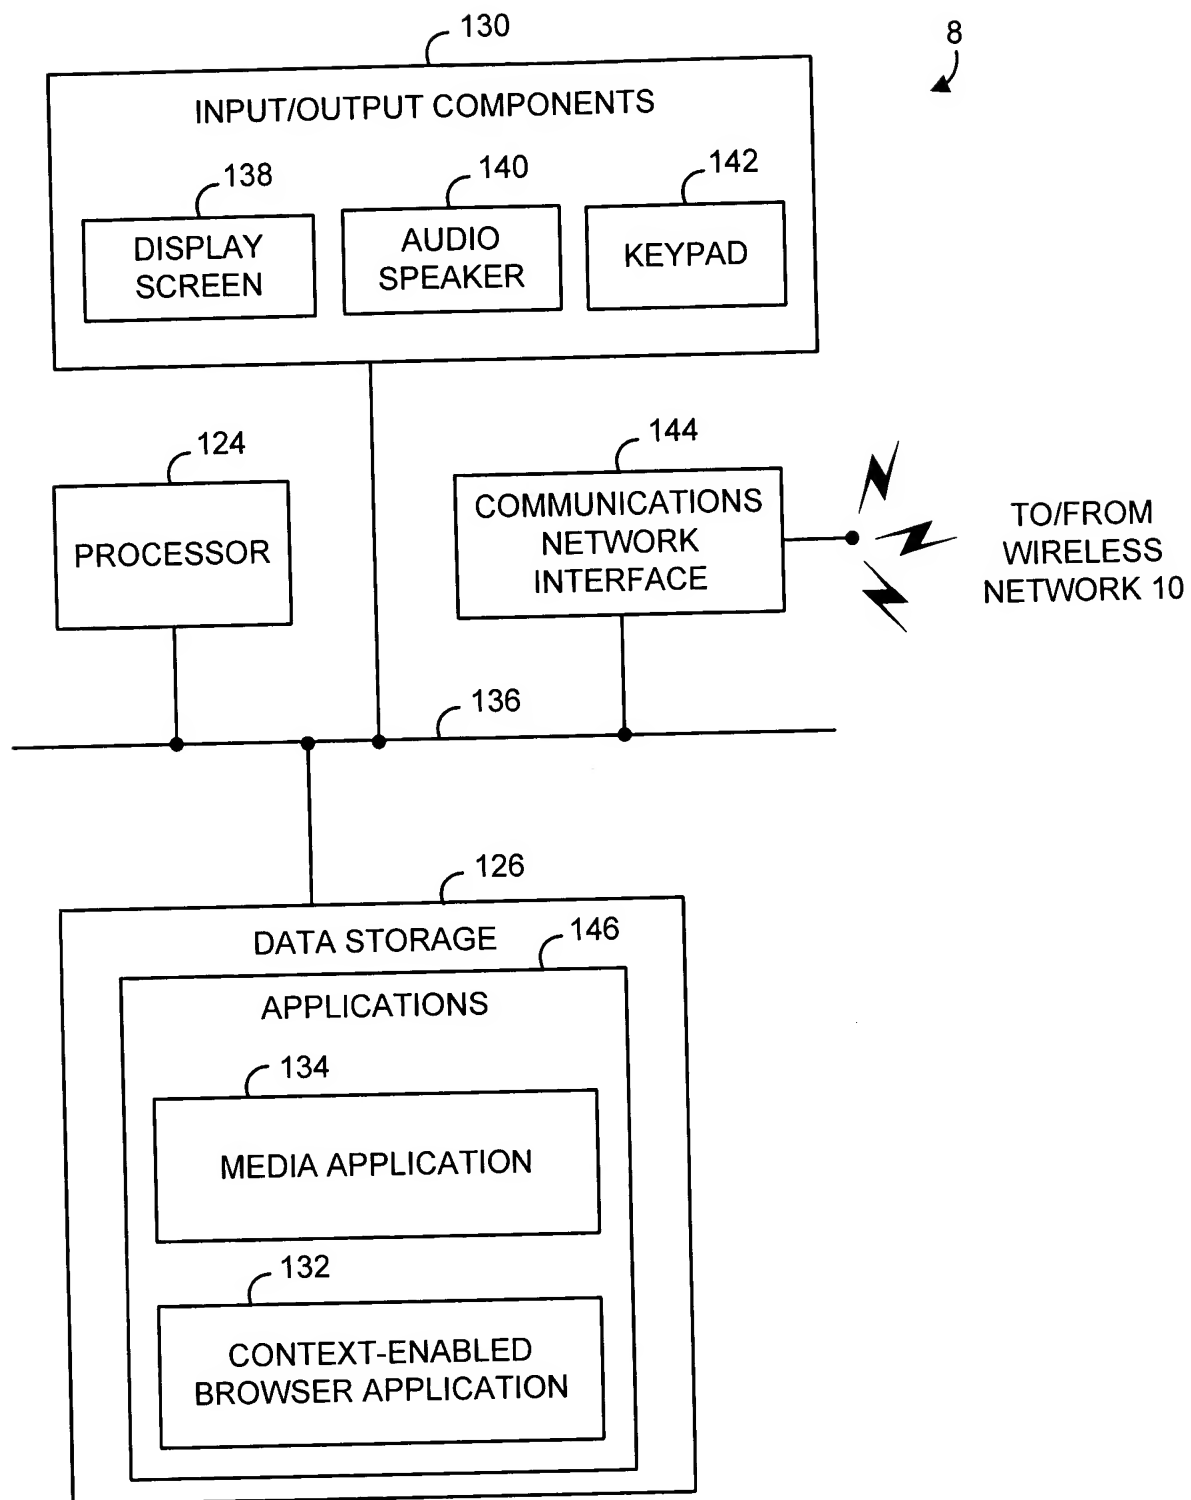 130
8
INPUT/OUTPUT COMPONENTS
138
140
142
DISPLAY
SCREEN
AUDIO
SPEAKER
KEYPAD
124
144
PROCESSOR
COMMUNICATIONS
NETWORK
INTERFACE
TO/FROM
WIRELESS
NETWORK 10
136
126
DATA STORAGE
146
APPLICATIONS
134
MEDIA APPLICATION
132
CONTEXT-ENABLED
BROWSER APPLICATION